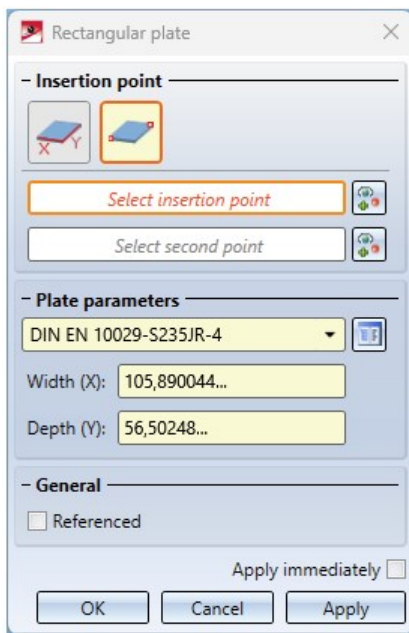 Rectangular plate
Insertion point
X Y
Select insertion point
Select second point
Plate parameters
DIN EN 10029-S235JR-4
Width (X): 105,890044...
Depth (Y): 56,50248...
General
Referenced
Apply immediately
OK Cancel Apply